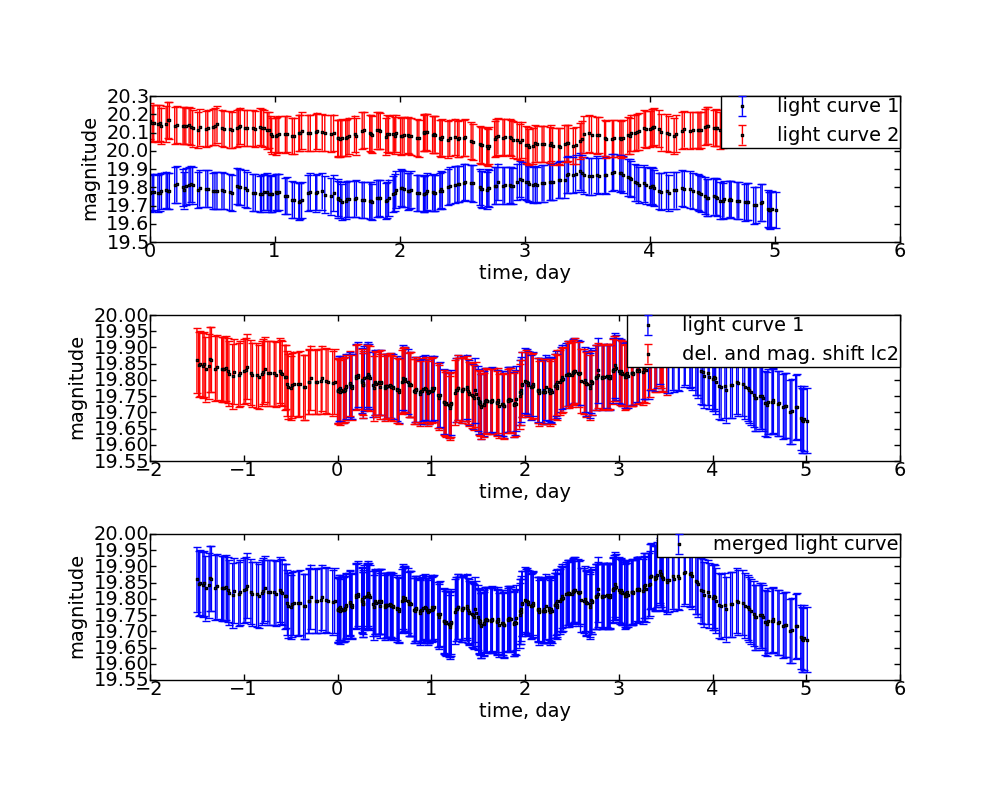 20.3
20.2
20.1
20.0
19.9
19.8
19.7
19.6
19.5
magnitude
light curve 1
light curve 2
0 1 2 3 4 5 6
time, day
20.00
19.95
19.90
19.85
19.80
19.75
19.70
19.65
19.60
19.55
magnitude
light curve 1
del. and mag. shift lc2
−2 −1 0 1 2 3 4 5 6
time, day
20.00
19.95
19.90
19.85
19.80
19.75
19.70
19.65
19.60
19.55
magnitude
merged light curve
−2 −1 0 1 2 3 4 5 6
time, day